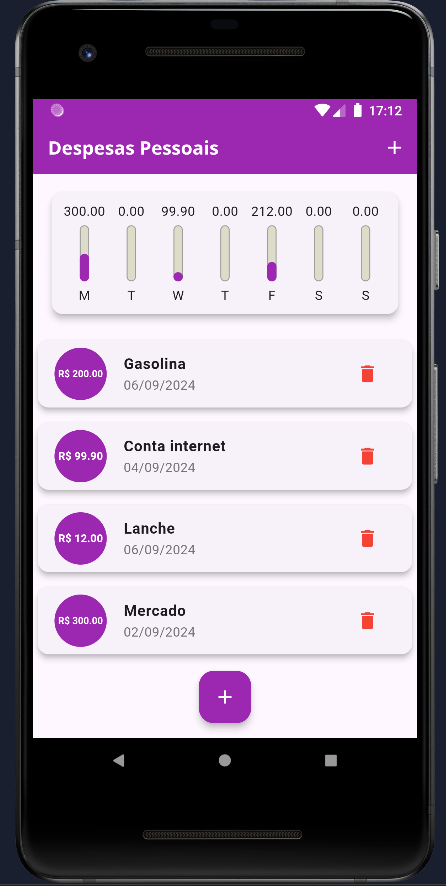 17:12
Despesas Pessoais
300.00 0.00 99.90 0.00 212.00 0.00 0.00
M T W T F S S
R$ 200.00
Gasolina
06/09/2024
R$ 99.90
Conta internet
04/09/2024
R$ 12.00
Lanche
06/09/2024
R$ 300.00
Mercado
02/09/2024